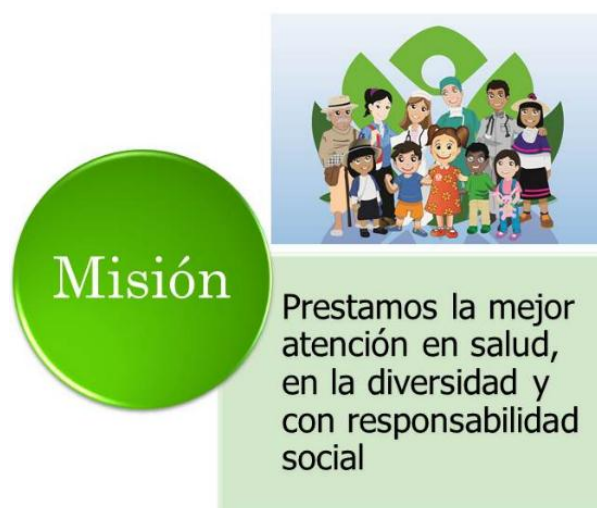 Misión
Prestamos la mejor
atención en salud,
en la diversidad y
con responsabilidad
social